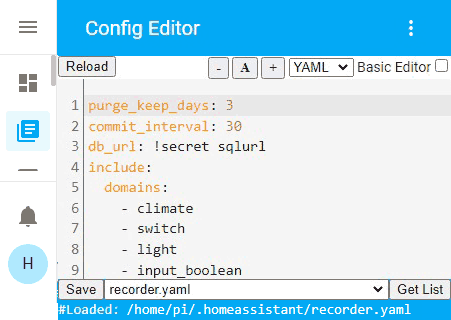 Config Editor
Reload - A + YAML Basic Editor
1 purge_keep_days: 3
2 commit_interval: 30
3 db_url: !secret sqlurl
4 include:
5 domains:
6 - climate
7 - switch
8 - light
9 - input_boolean
H
Save recorder.yaml Get List
#Loaded: /home/pi/.homeassistant/recorder.yaml